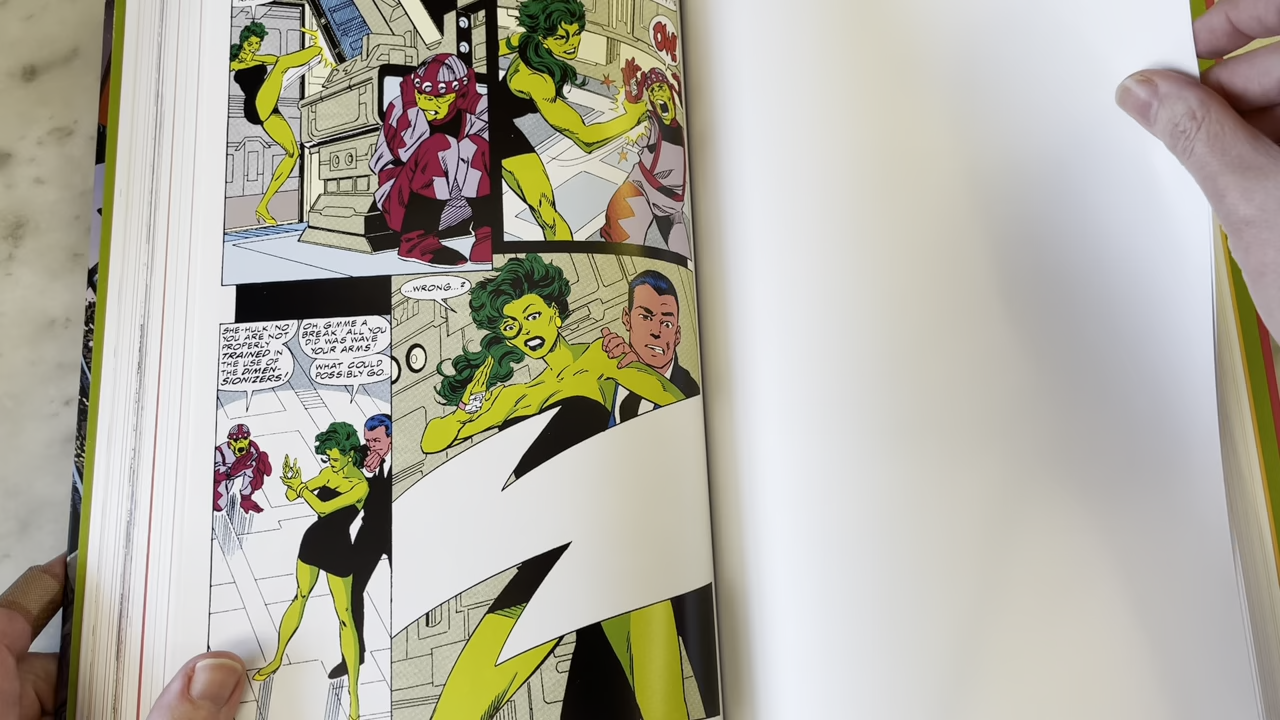 OW!
...WRONG...?
SHE-HULK! NO!
YOU ARE NOT
PROPERLY
TRAINED IN
THE USE OF
THE DIMEN-
SIONIZERS!
OH, GIMME A
BREAK! ALL YOU
DID WAS WAVE
YOUR ARMS!
WHAT COULD
POSSIBLY GO...